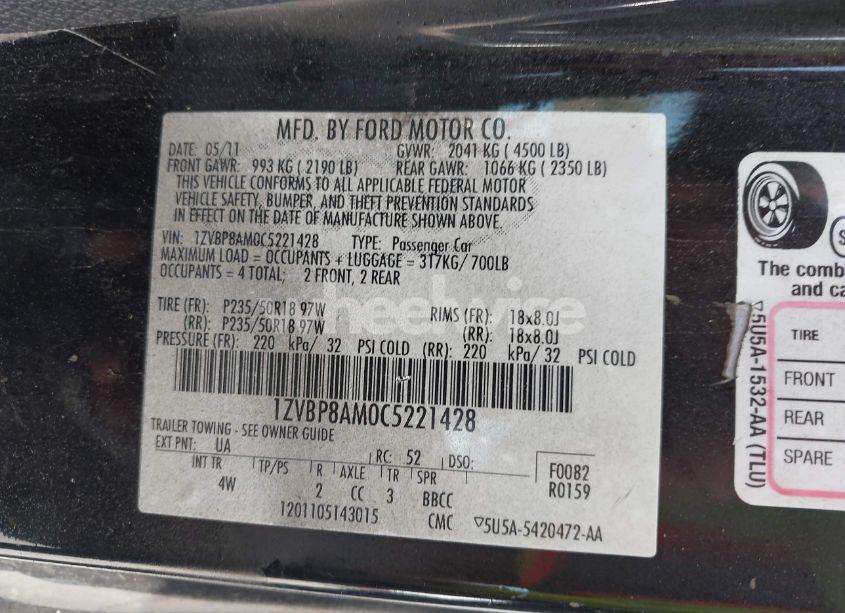 MFD. BY FORD MOTOR CO.
DATE: 05/11 GVWR: 2041 KG ( 4500 LB)
FRONT GAWR: 993 KG ( 2190 LB) REAR GAWR: 1066 KG ( 2350 LB)
THIS VEHICLE CONFORMS TO ALL APPLICABLE FEDERAL MOTOR
VEHICLE SAFETY, BUMPER, AND THEFT PREVENTION STANDARDS
IN EFFECT ON THE DATE OF MANUFACTURE SHOWN ABOVE.
VIN: 1ZVBP8AM0C5221428 TYPE: Passenger Car
MAXIMUM LOAD = OCCUPANTS + LUGGAGE = 317KG/ 700LB
OCCUPANTS = 4 TOTAL; 2 FRONT, 2 REAR
TIRE (FR): P235/50R18 97W RIMS (FR): 18x8.0J
(RR): P235/50R18 97W (RR): 18x8.0J
PRESSURE (FR): 220 kPa/ 32 PSI COLD (RR): 220 kPa/ 32 PSI COLD
1ZVBP8AM0C5221428
TRAILER TOWING - SEE OWNER GUIDE
EXT PNT: UA RC: 52 DSO:
INT TR TP/PS R AXLE TR SPR
4W 2 CC 3 BBCC
F0082
R0159
1201105143015 CMC ▽5U5A-5420472-AA
wheelwire
The comb
and ca
TIRE
FRONT
REAR
SPARE
▽5U5A-1532-AA (TLU)
S